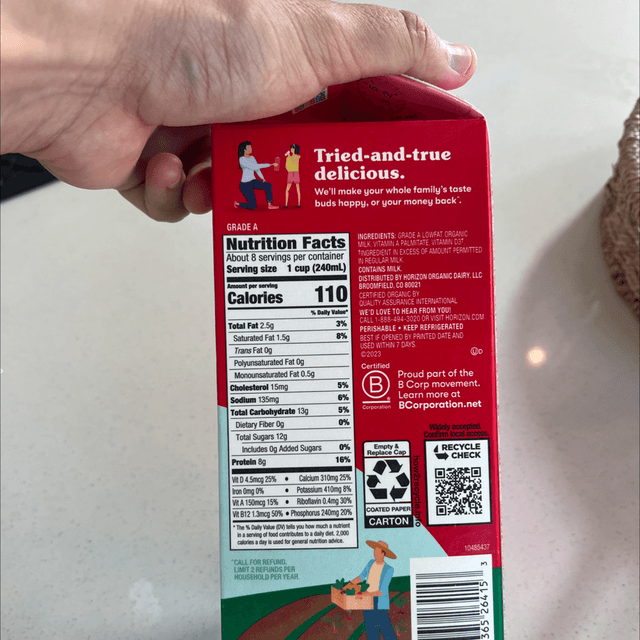 Tried-and-true
delicious.
We'll make your whole family's taste
buds happy, or your money back*.
GRADE A
Nutrition Facts
About 8 servings per container
Serving size 1 cup (240mL)
Amount per serving
Calories 110
% Daily Value*
Total Fat 2.5g 3%
Saturated Fat 1.5g 8%
Trans Fat 0g
Polyunsaturated Fat 0g
Monounsaturated Fat 0.5g
Cholesterol 15mg 5%
Sodium 135mg 6%
Total Carbohydrate 13g 5%
Dietary Fiber 0g 0%
Total Sugars 12g
Includes 0g Added Sugars 0%
Protein 8g 16%
Vit D 4.5mcg 25% • Calcium 310mg 25%
Iron 0mg 0% • Potassium 410mg 8%
Vit A 150mcg 15% • Riboflavin 0.4mg 30%
Vit B12 1.3mcg 50% • Phosphorus 240mg 20%
*The % Daily Value (DV) tells you how much a nutrient
in a serving of food contributes to a daily diet. 2,000
calories a day is used for general nutrition advice.
*CALL FOR REFUND.
LIMIT 2 REFUNDS PER
HOUSEHOLD PER YEAR.
INGREDIENTS: GRADE A LOWFAT ORGANIC
MILK, VITAMIN A PALMITATE, VITAMIN D3†.
†INGREDIENT IN EXCESS OF AMOUNT PERMITTED
IN REGULAR MILK.
CONTAINS MILK.
DISTRIBUTED BY HORIZON ORGANIC DAIRY, LLC
BROOMFIELD, CO 80021
CERTIFIED ORGANIC BY
QUALITY ASSURANCE INTERNATIONAL
WE'D LOVE TO HEAR FROM YOU!
CALL 1-888-494-3020 OR VISIT HORIZON.COM
PERISHABLE • KEEP REFRIGERATED
BEST IF OPENED BY PRINTED DATE AND
USED WITHIN 7 DAYS.
©2023
Ⓤ D
Certified
B
Corporation
Proud part of the
B Corp movement.
Learn more at
BCorporation.net
Empty &
Replace Cap
COATED PAPER
CARTON
how2recycle.info
Widely accepted.
Confirm local access.
RECYCLE
CHECK
10485437
365 26415 3